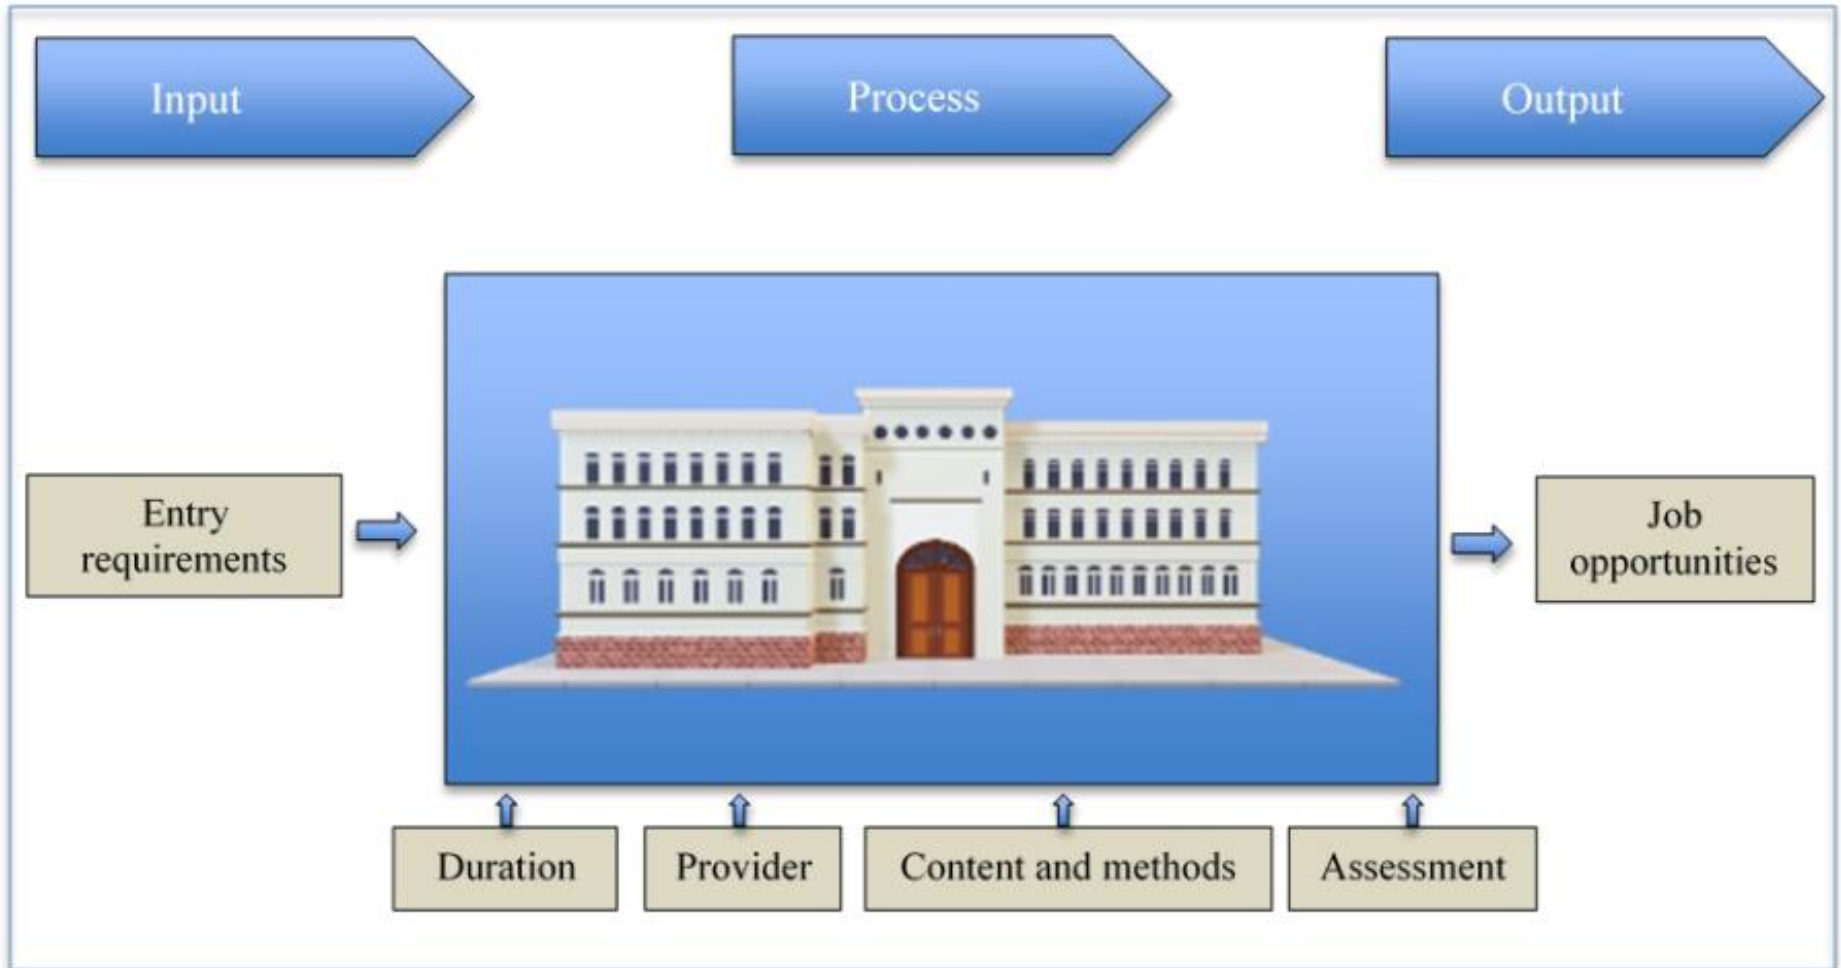 Input
Process
Output
Entry
requirements
Job
opportunities
Duration
Provider
Content and methods
Assessment